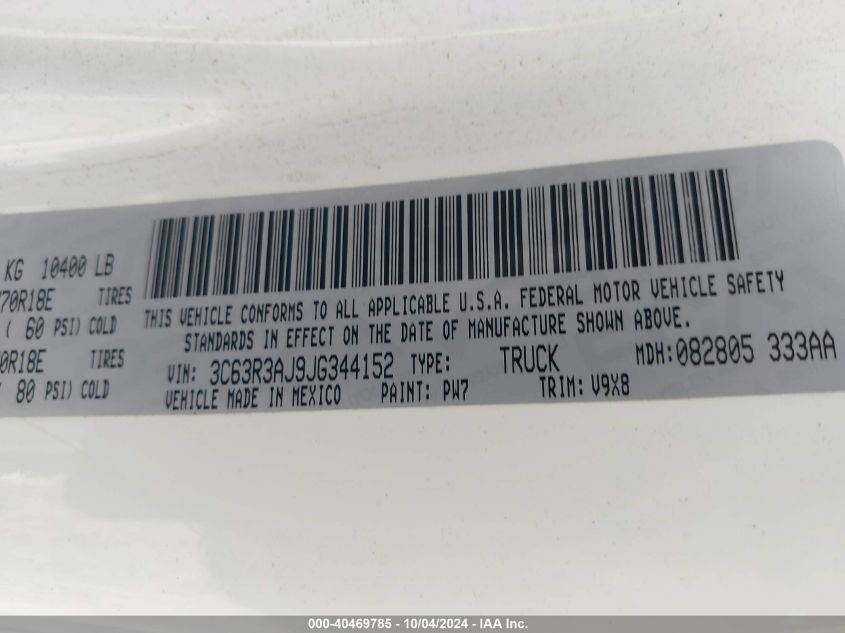 KG 10400 LB
70R18E TIRES
( 60 PSI) COLD
0R18E TIRES
80 PSI) COLD
THIS VEHICLE CONFORMS TO ALL APPLICABLE U.S.A. FEDERAL MOTOR VEHICLE SAFETY
STANDARDS IN EFFECT ON THE DATE OF MANUFACTURE SHOWN ABOVE.
VIN: 3C63R3AJ9JG344152 TYPE: TRUCK MDH: 082805 333AA
VEHICLE MADE IN MEXICO PAINT: PW7 TRIM: V9X8
000-40469785 - 10/04/2024 - IAA Inc.